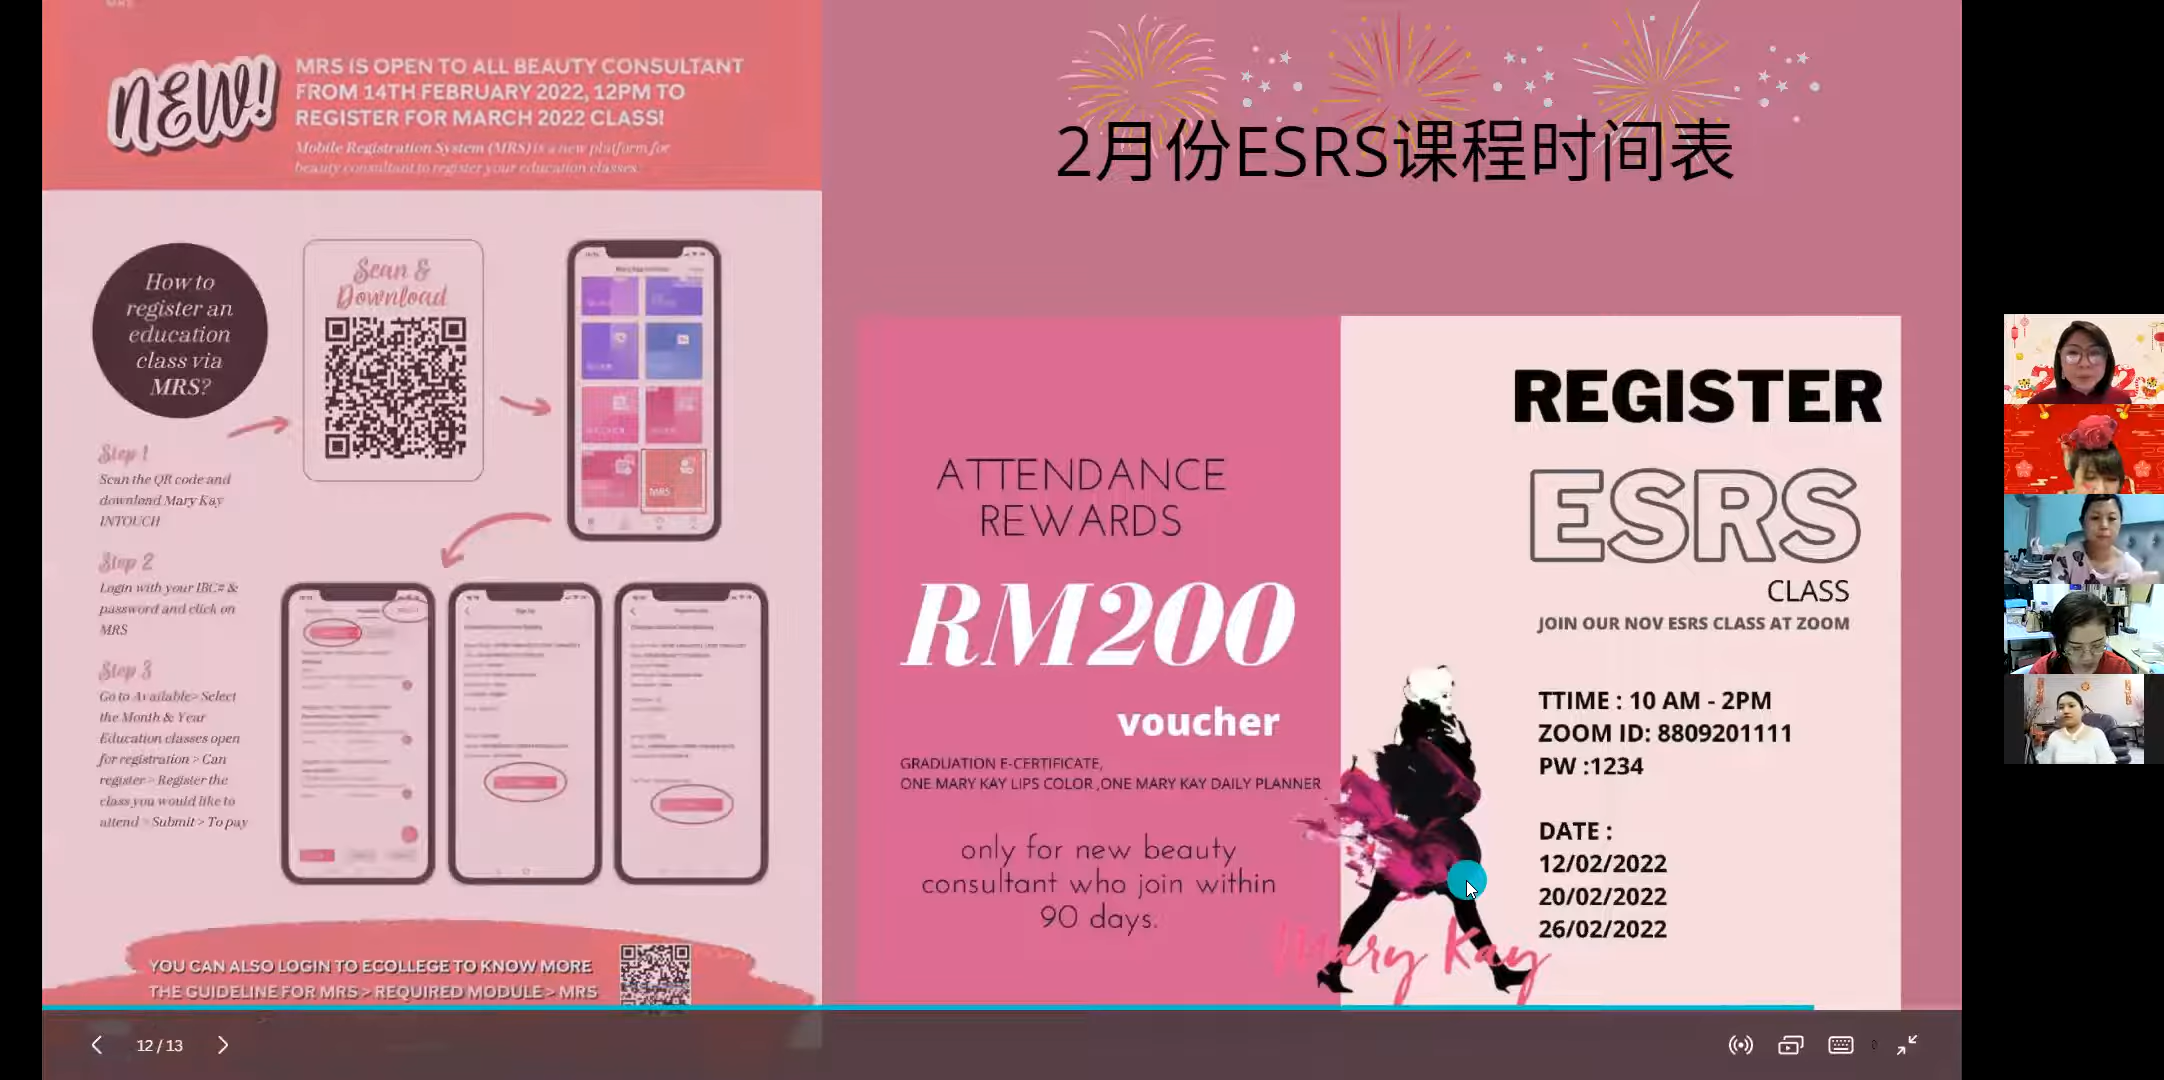 NEW!
MRS IS OPEN TO ALL BEAUTY CONSULTANT
FROM 14TH FEBRUARY 2022, 12PM TO
REGISTER FOR MARCH 2022 CLASS!
Mobile Registration System (MRS) is a new platform for
beauty consultant to register your education classes.
How to
register an
education
class via
MRS?
Scan &
Download
MRS
Step 1
Scan the QR code and
download Mary Kay
INTOUCH
Step 2
Login with your IBC# &
password and click on
MRS
Step 3
Go to Available> Select
the Month & Year
Education classes open
for registration > Can
register > Register the
class you would like to
attend > Submit > To pay
YOU CAN ALSO LOGIN TO ECOLLEGE TO KNOW MORE
THE GUIDELINE FOR MRS > REQUIRED MODULE > MRS
2月份ESRS课程时间表
ATTENDANCE
REWARDS
RM200
voucher
GRADUATION E-CERTIFICATE,
ONE MARY KAY LIPS COLOR ,ONE MARY KAY DAILY PLANNER
only for new beauty
consultant who join within
90 days.
REGISTER
ESRS
CLASS
JOIN OUR NOV ESRS CLASS AT ZOOM
TTIME : 10 AM - 2PM
ZOOM ID: 8809201111
PW :1234
DATE :
12/02/2022
20/02/2022
26/02/2022
Mary Kay
12 / 13